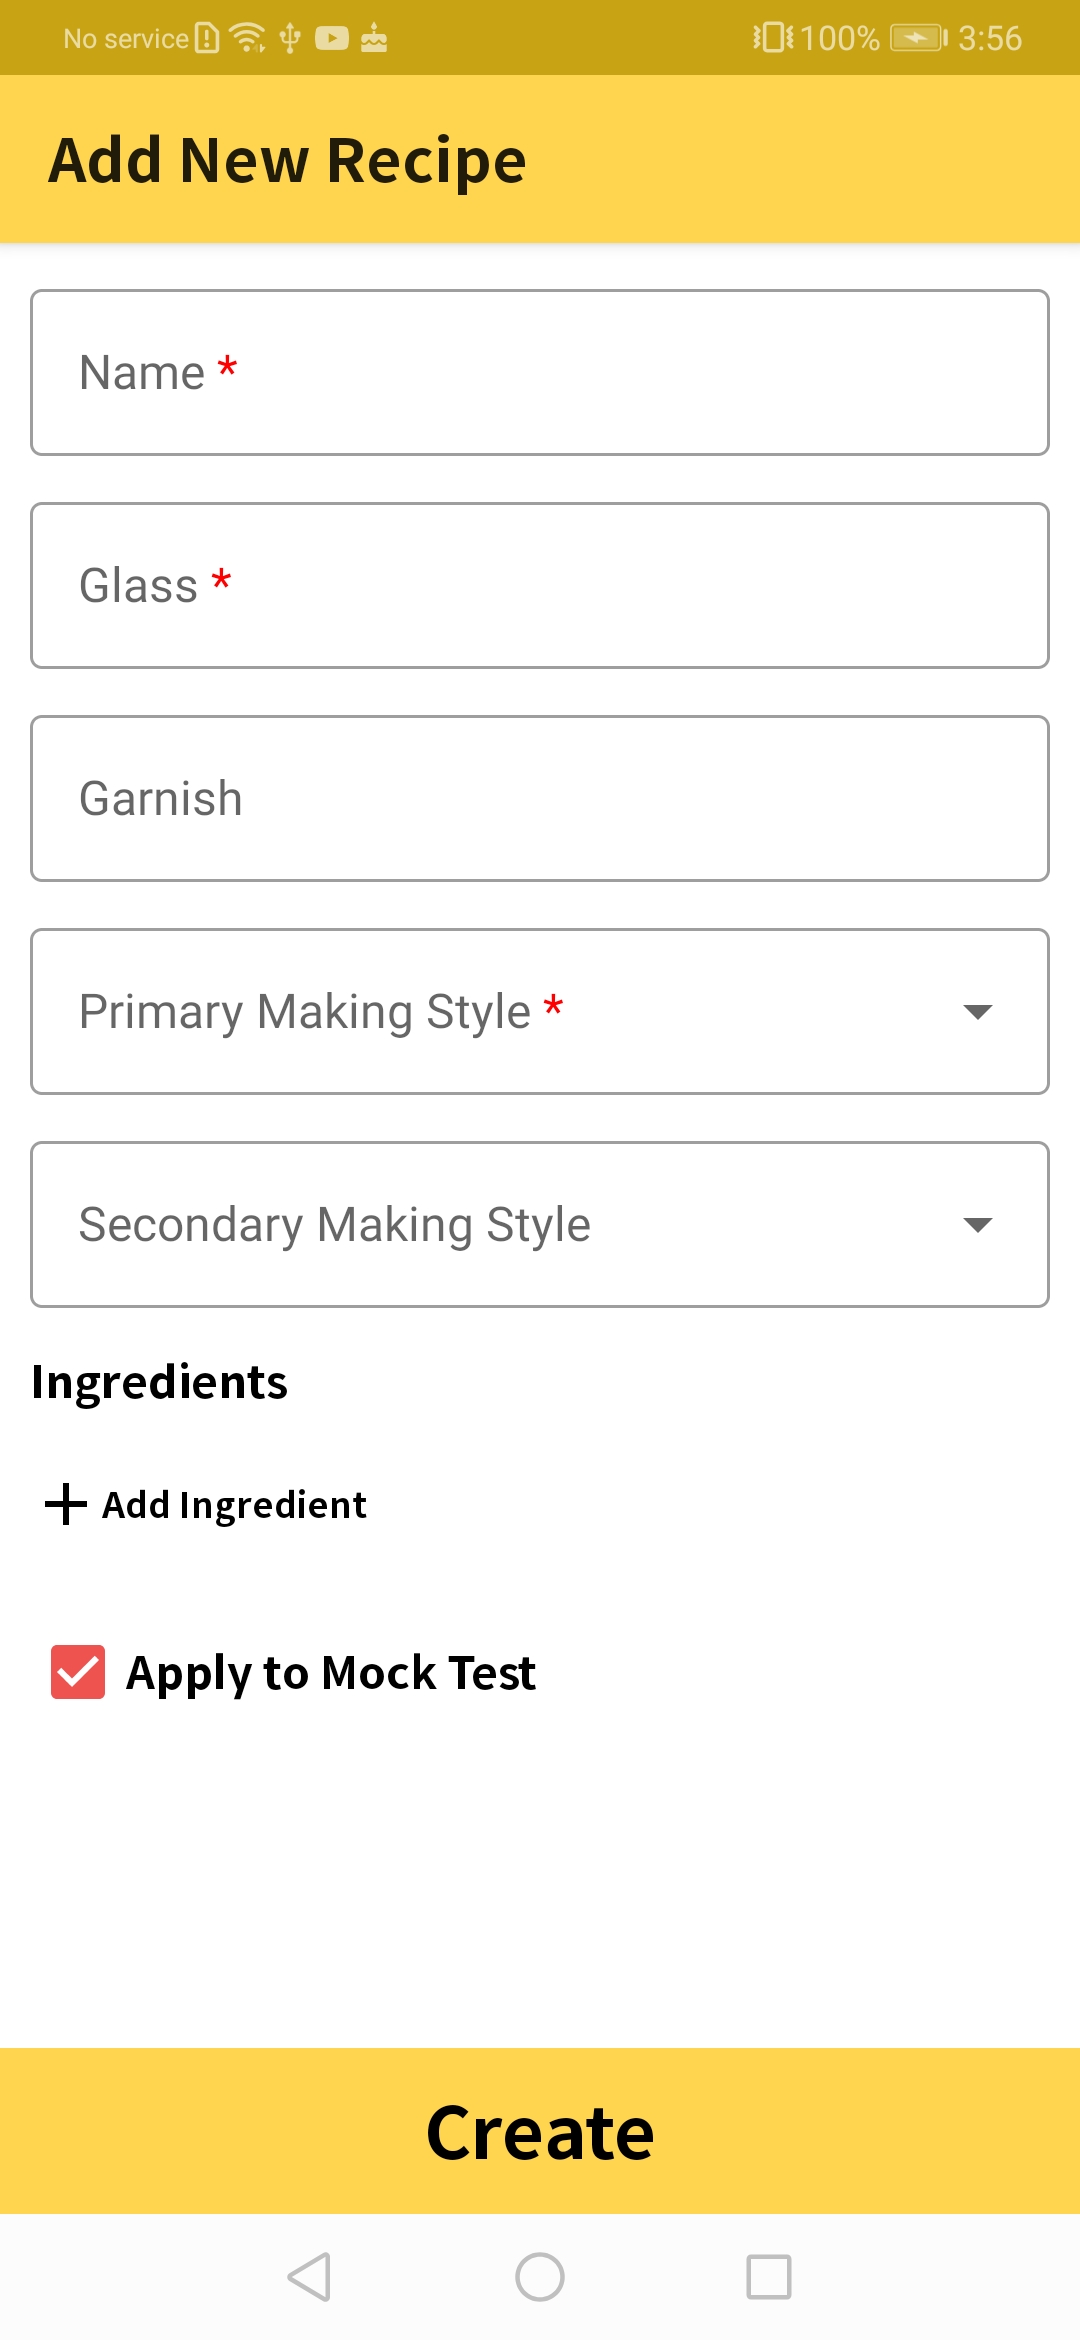 No service 100% 3:56
Add New Recipe
Name *
Glass *
Garnish
Primary Making Style *
Secondary Making Style
Ingredients
Add Ingredient
Apply to Mock Test
Create